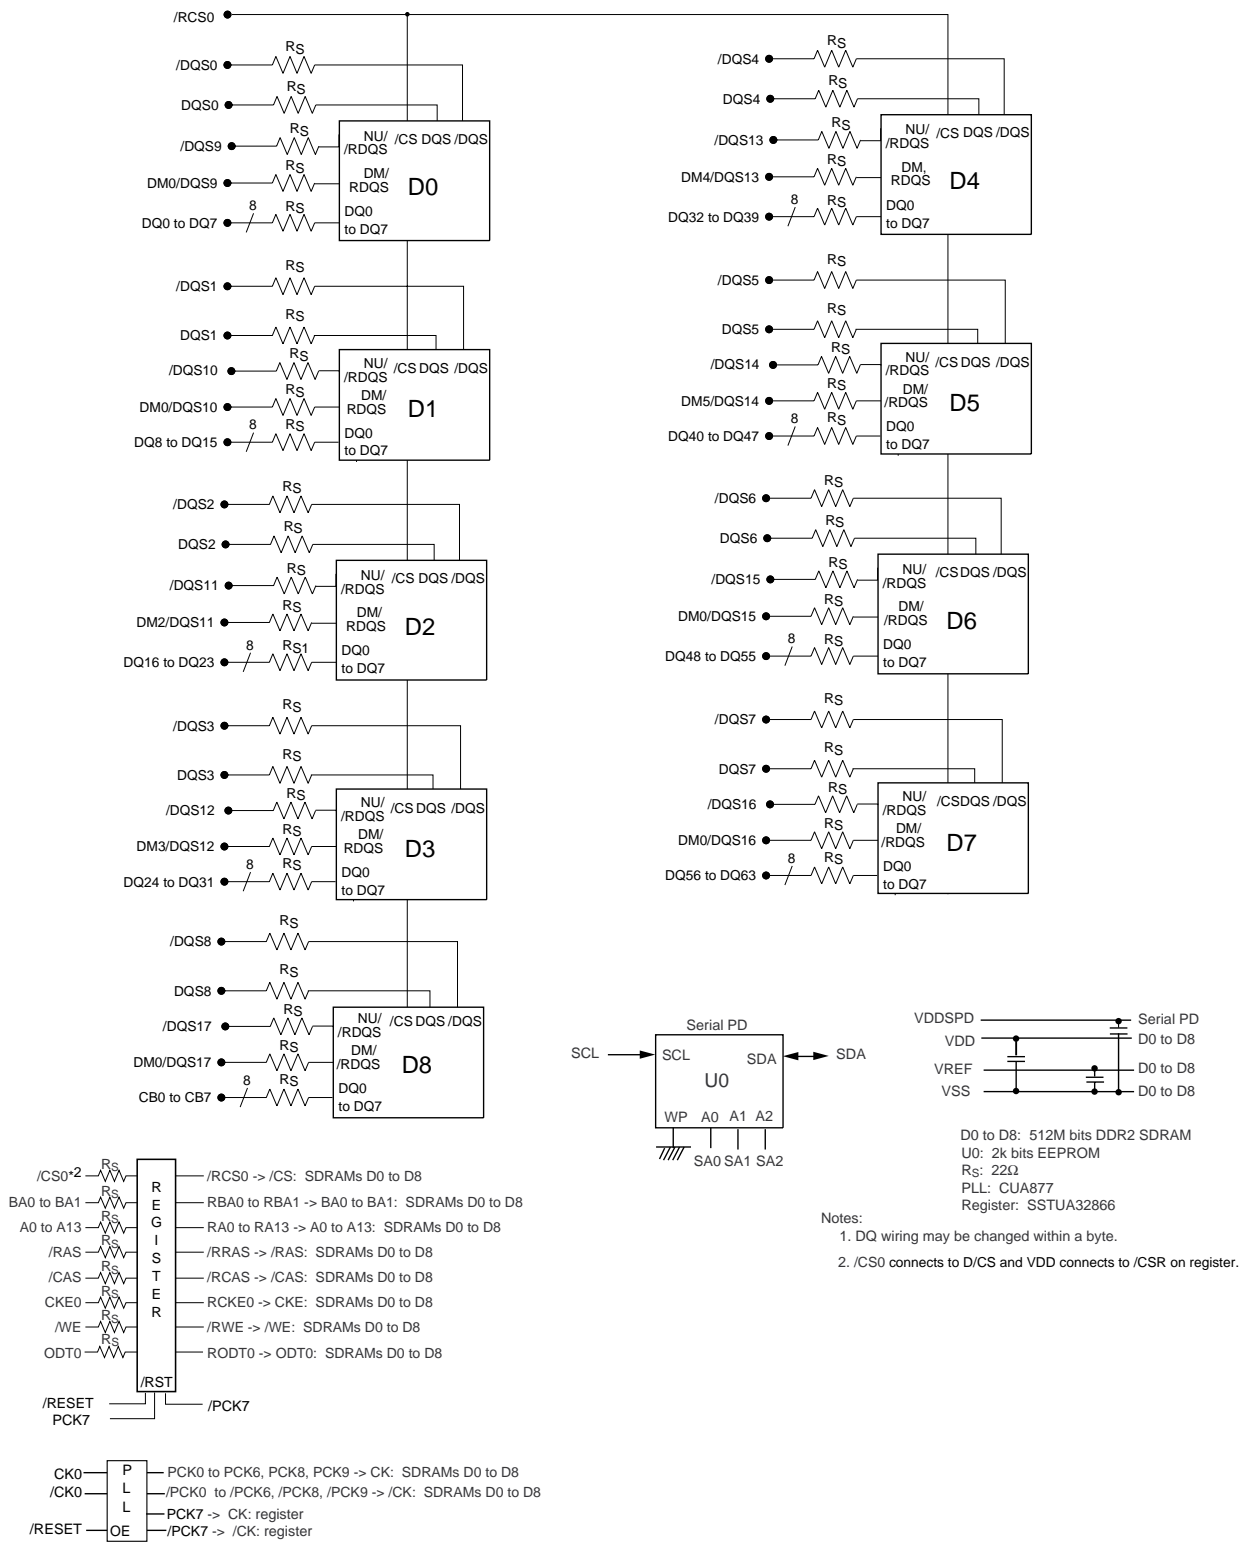 /RCS0
RS
/DQS0
RS
DQS0
RS
/DQS9
RS
DM0/DQS9
8
RS
DQ0 to DQ7
NU/
/RDQS
/CS DQS /DQS
DM/
RDQS
D0
DQ0
to DQ7
RS
/DQS1
RS
DQS1
RS
/DQS10
RS
DM0/DQS10
8
RS
DQ8 to DQ15
NU/
/RDQS
/CS DQS /DQS
DM/
RDQS
D1
DQ0
to DQ7
RS
/DQS2
RS
DQS2
RS
/DQS11
RS
DM2/DQS11
8
RS1
DQ16 to DQ23
NU/
/RDQS
/CS DQS /DQS
DM/
RDQS
D2
DQ0
to DQ7
RS
/DQS3
RS
DQS3
RS
/DQS12
RS
DM3/DQS12
8
RS
DQ24 to DQ31
NU/
/RDQS
/CS DQS /DQS
DM/
RDQS
D3
DQ0
to DQ7
RS
/DQS8
RS
DQS8
RS
/DQS17
RS
DM0/DQS17
8
RS
CB0 to CB7
NU/
/RDQS
/CS DQS /DQS
DM/
/RDQS
D8
DQ0
to DQ7
RS
/DQS4
RS
DQS4
RS
/DQS13
RS
DM4/DQS13
8
RS
DQ32 to DQ39
NU/
/RDQS
/CS DQS /DQS
DM,
RDQS
D4
DQ0
to DQ7
RS
/DQS5
RS
DQS5
RS
/DQS14
RS
DM5/DQS14
8
RS
DQ40 to DQ47
NU/
/RDQS
/CS DQS /DQS
DM/
/RDQS
D5
DQ0
to DQ7
RS
/DQS6
RS
DQS6
RS
/DQS15
RS
DM0/DQS15
8
RS
DQ48 to DQ55
NU/
/RDQS
/CS DQS /DQS
DM/
/RDQS
D6
DQ0
to DQ7
RS
/DQS7
RS
DQS7
RS
/DQS16
RS
DM0/DQS16
8
RS
DQ56 to DQ63
NU/
/RDQS
/CSDQS /DQS
DM/
/RDQS
D7
DQ0
to DQ7
Serial PD
SCL
SCL
SDA
SDA
U0
WP A0 A1 A2
SA0 SA1 SA2
VDDSPD
Serial PD
VDD
D0 to D8
VREF
D0 to D8
VSS
D0 to D8
D0 to D8: 512M bits DDR2 SDRAM
U0: 2k bits EEPROM
RS: 22Ω
PLL: CUA877
Register: SSTUA32866
Notes:
1. DQ wiring may be changed within a byte.
2. /CS0 connects to D/CS and VDD connects to /CSR on register.
/CS0*2
RS
/RCS0 -> /CS: SDRAMs D0 to D8
BA0 to BA1
RS
RBA0 to RBA1 -> BA0 to BA1: SDRAMs D0 to D8
A0 to A13
RS
RA0 to RA13 -> A0 to A13: SDRAMs D0 to D8
/RAS
RS
/RRAS -> /RAS: SDRAMs D0 to D8
/CAS
RS
/RCAS -> /CAS: SDRAMs D0 to D8
CKE0
RS
RCKE0 -> CKE: SDRAMs D0 to D8
/WE
RS
/RWE -> /WE: SDRAMs D0 to D8
ODT0
RS
RODT0 -> ODT0: SDRAMs D0 to D8
REGISTER
/RST
/RESET
PCK7
/PCK7
CK0
/CK0
PLL
/RESET
OE
PCK0 to PCK6, PCK8, PCK9 -> CK: SDRAMs D0 to D8
/PCK0 to /PCK6, /PCK8, /PCK9 -> /CK: SDRAMs D0 to D8
PCK7 -> CK: register
/PCK7 -> /CK: register